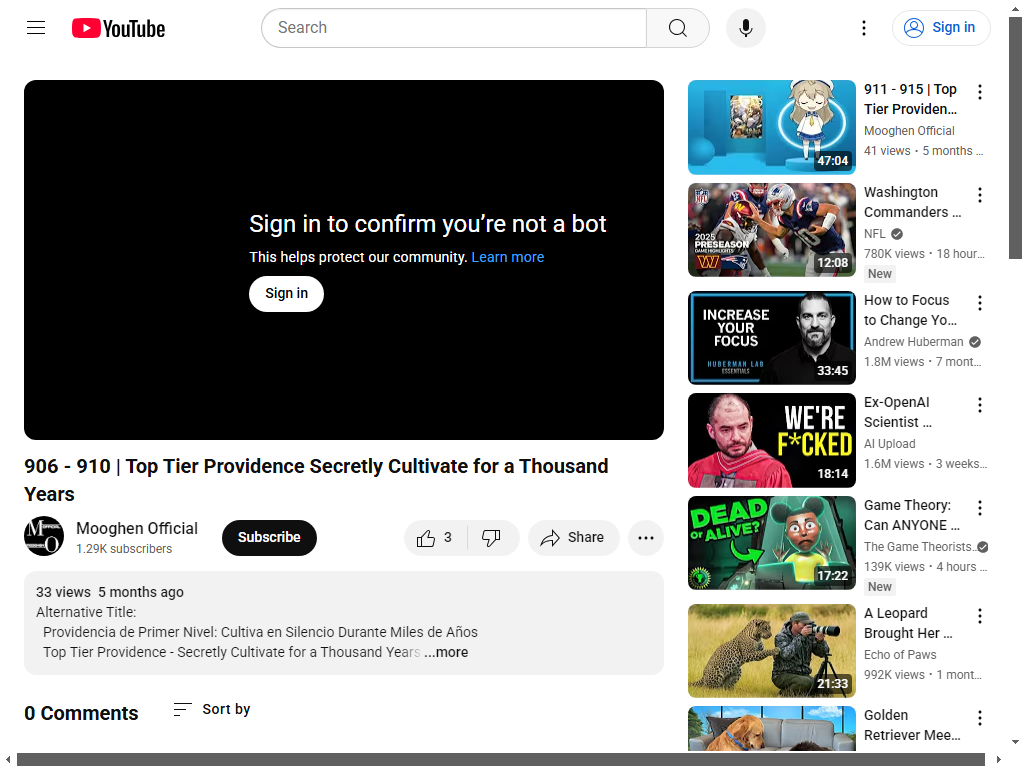 YouTube
Search
Sign in
Sign in to confirm you’re not a bot
This helps protect our community. Learn more
Sign in
906 - 910 | Top Tier Providence Secretly Cultivate for a Thousand
Years
Mooghen Official
1.29K subscribers
Subscribe
3
Share
33 views 5 months ago
Alternative Title:
Providencia de Primer Nivel: Cultiva en Silencio Durante Miles de Años
Top Tier Providence - Secretly Cultivate for a Thousand Years ...more
0 Comments
Sort by
47:04
911 - 915 | Top
Tier Providen...
Mooghen Official
41 views • 5 months ...
NFL
2025
PRESEASON
GAME HIGHLIGHTS
12:08
Washington
Commanders ...
NFL
780K views • 18 hour...
New
INCREASE
YOUR
FOCUS
HUBERMAN LAB
ESSENTIALS
33:45
How to Focus
to Change Yo...
Andrew Huberman
1.8M views • 7 mont...
WE'RE
F*CKED
18:14
Ex-OpenAI
Scientist ...
AI Upload
1.6M views • 3 weeks...
DEAD
OR ALIVE?
17:22
Game Theory:
Can ANYONE ...
The Game Theorists...
139K views • 4 hours ...
New
21:33
A Leopard
Brought Her ...
Echo of Paws
992K views • 1 mont...
Golden
Retriever Mee...